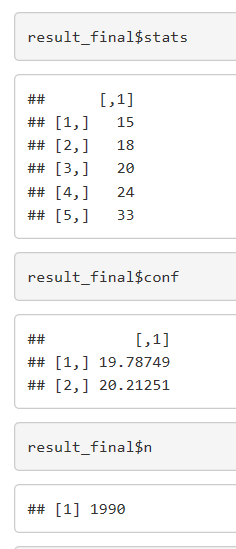 result_final$stats
##      [,1]
## [1,]   15
## [2,]   18
## [3,]   20
## [4,]   24
## [5,]   33
result_final$conf
##          [,1]
## [1,] 19.78749
## [2,] 20.21251
result_final$n
## [1] 1990